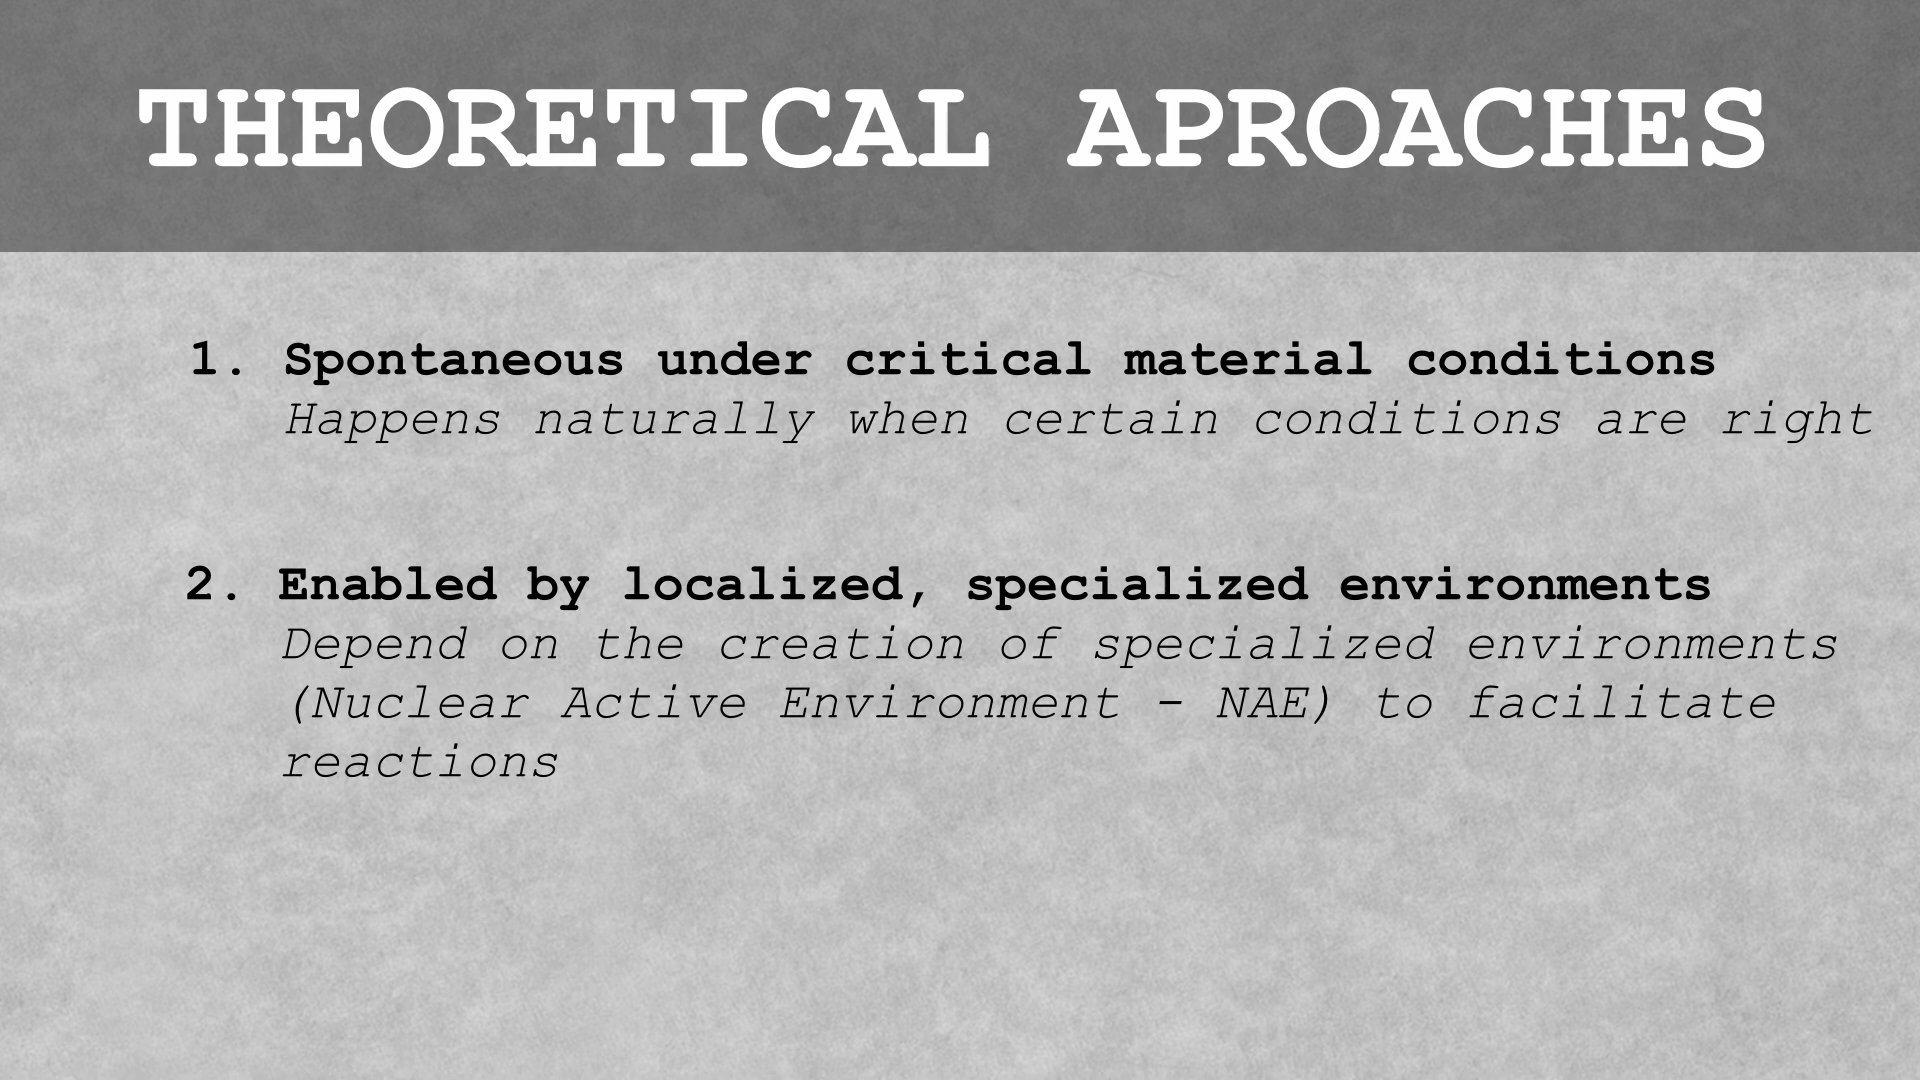 THEORETICAL APROACHES
1. Spontaneous under critical material conditions
Happens naturally when certain conditions are right
2. Enabled by localized, specialized environments
Depend on the creation of specialized environments
(Nuclear Active Environment - NAE) to facilitate
reactions